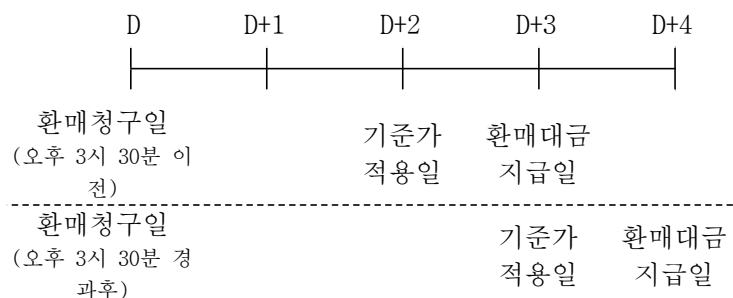 D D+1 D+2 D+3 D+4
환매청구일
(오후 3시 30분 이
전)
기준가 환매대금
적용일 지급일
환매청구일
(오후 3시 30분 경
과후)
기준가 환매대금
적용일 지급일